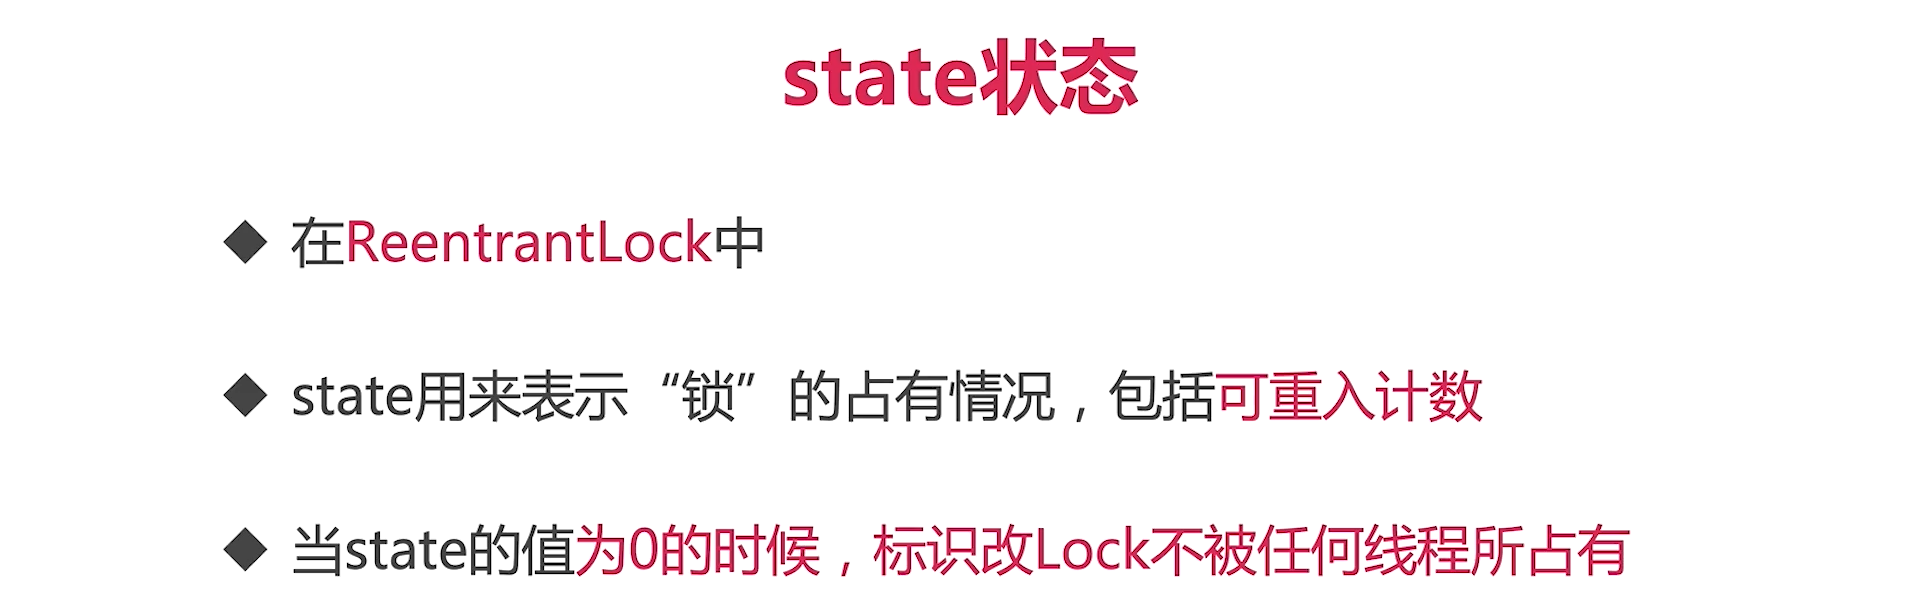 state状态
在ReentrantLock中
state用来表示“锁”的占有情况，包括可重入计数
当state的值为0的时候，标识改Lock不被任何线程所占有